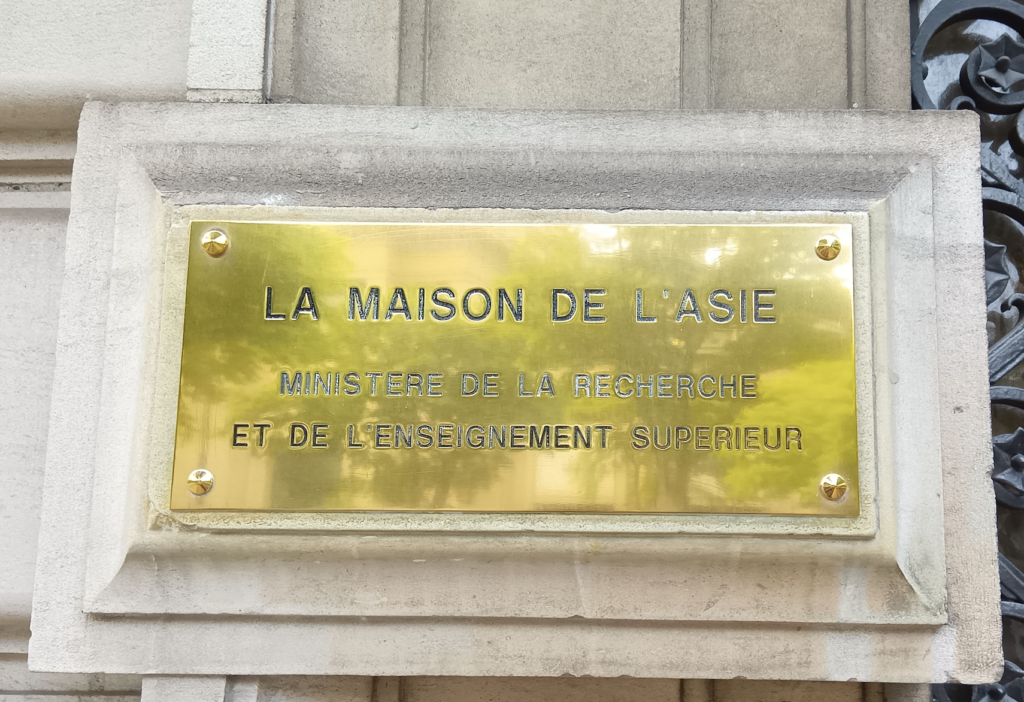 LA MAISON DE L'ASIE
MINISTERE DE LA RECHERCHE
ET DE L'ENSEIGNEMENT SUPERIEUR